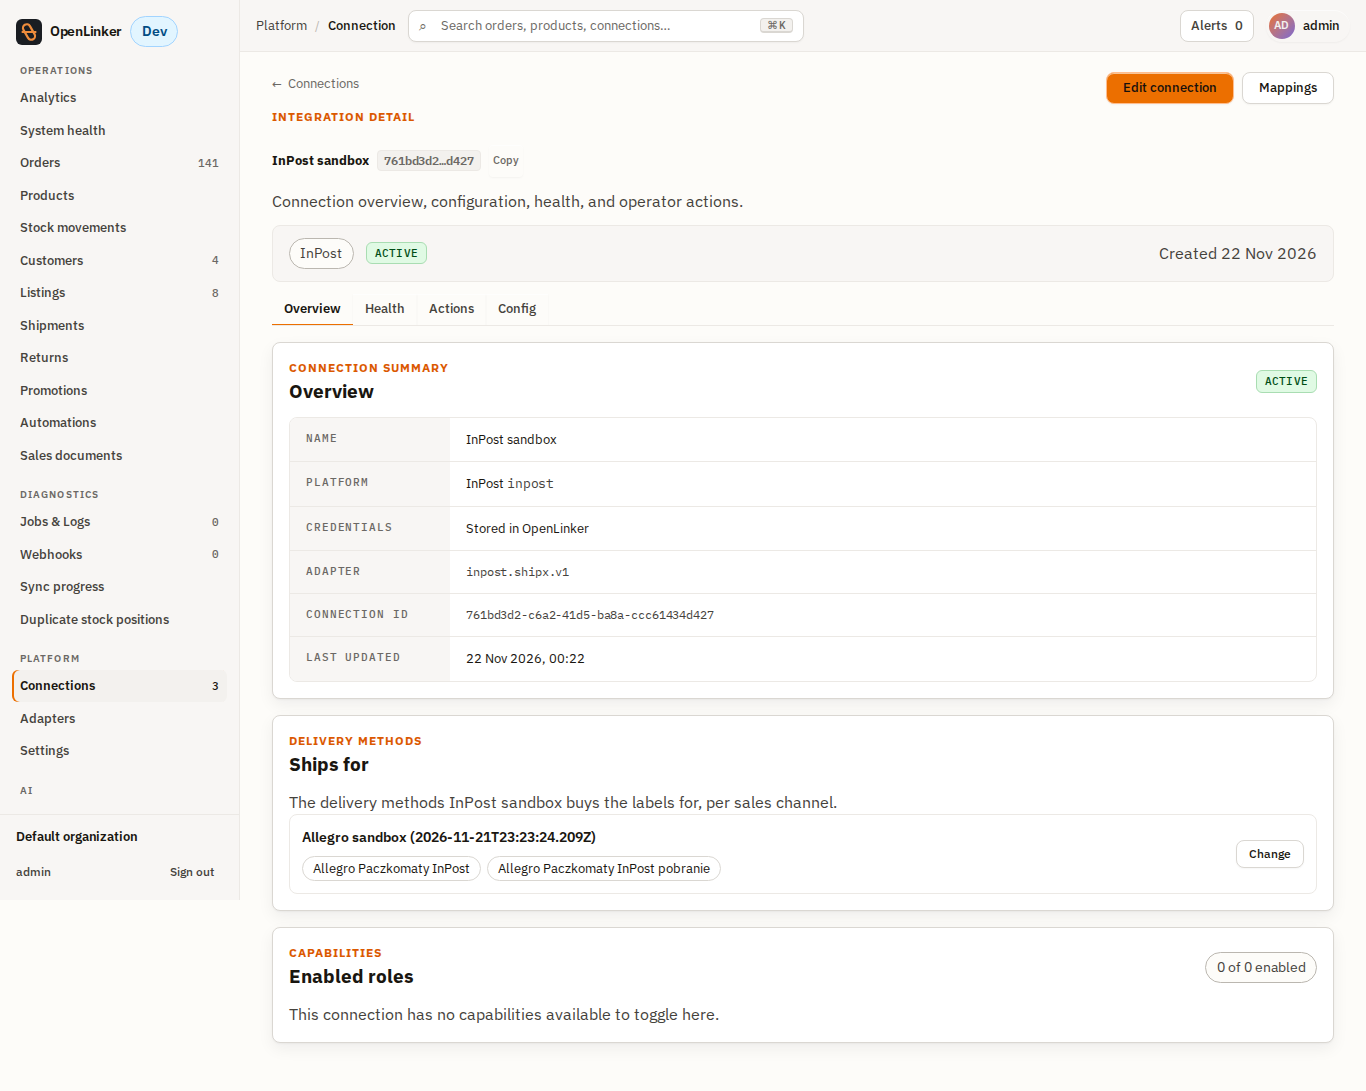 OpenLinker Dev
OPERATIONS
Analytics
System health
Orders 141
Products
Stock movements
Customers 4
Listings 8
Shipments
Returns
Promotions
Automations
Sales documents
DIAGNOSTICS
Jobs & Logs 0
Webhooks 0
Sync progress
Duplicate stock positions
PLATFORM
Connections 3
Adapters
Settings
AI
Default organization
admin Sign out
Platform / Connection
Search orders, products, connections... ⌘K
Alerts 0
AD admin
← Connections
Edit connection
Mappings
INTEGRATION DETAIL
InPost sandbox 761bd3d2…d427 Copy
Connection overview, configuration, health, and operator actions.
InPost ACTIVE Created 22 Nov 2026
Overview Health Actions Config
CONNECTION SUMMARY
Overview
ACTIVE
NAME InPost sandbox
PLATFORM InPost inpost
CREDENTIALS Stored in OpenLinker
ADAPTER inpost.shipx.v1
CONNECTION ID 761bd3d2-c6a2-41d5-ba8a-ccc61434d427
LAST UPDATED 22 Nov 2026, 00:22
DELIVERY METHODS
Ships for
The delivery methods InPost sandbox buys the labels for, per sales channel.
Allegro sandbox (2026-11-21T23:23:24.209Z)
Allegro Paczkomaty InPost Allegro Paczkomaty InPost pobranie
Change
CAPABILITIES
Enabled roles
0 of 0 enabled
This connection has no capabilities available to toggle here.